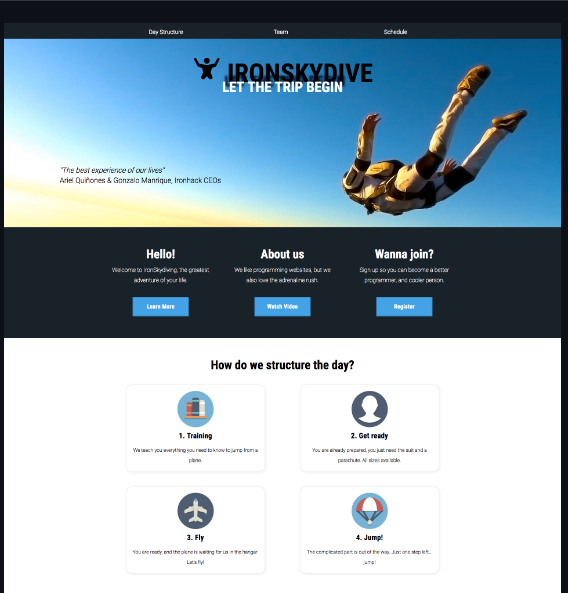 Day Structure
Team
Schedule
IRONSKYDIVE
LET THE TRIP BEGIN
"The best experience of our lives"
Ariel Quiñones & Gonzalo Manrique, Ironhack CEOs
Hello!
Welcome to IronSkydiving, the greatest
adventure of your life.
Learn More
About us
We like programming websites, but we
also love the adrenaline rush.
Watch Video
Wanna join?
Sign up so you can become a better
programmer, and cooler person.
Register
How do we structure the day?
1. Training
We teach you everything you need to know to jump from a
plane.
2. Get ready
You are already prepared, you just need the suit and a
parachute. All sizes available.
3. Fly
You are ready, and the plane is waiting for us in the hangar
Let's fly!
4. Jump!
The complicated part is out of the way. Just one step left...
jump!